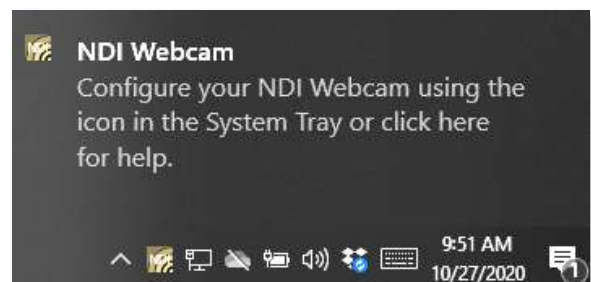 NDI Webcam
Configure your NDI Webcam using the
icon in the System Tray or click here
for help.
9:51 AM
10/27/2020
1